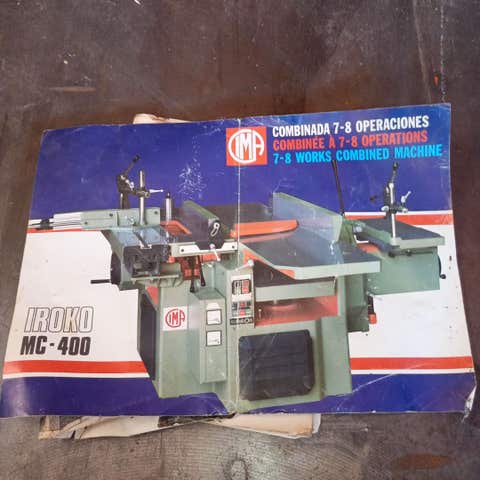 IMA
COMBINADA 7-8 OPERACIONES
COMBINÉE À 7-8 OPERATIONS
7-8 WORKS COMBINED MACHINE
IMA
IROKO
MC-400